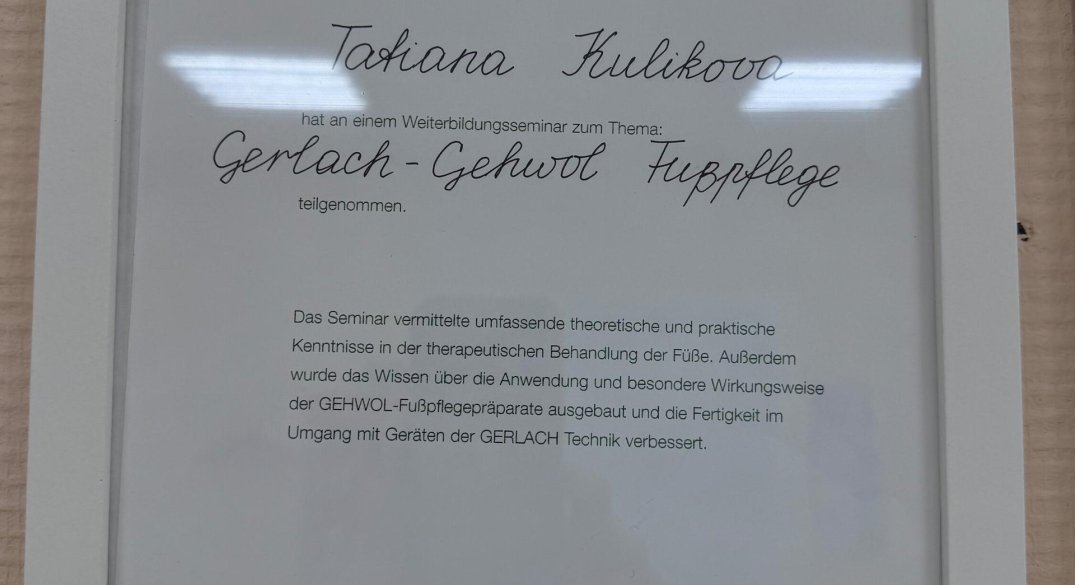 Tatiana Kulikova
hat an einem Weiterbildungsseminar zum Thema:
Gerlach-Gehwol Fußpflege
teilgenommen.
Das Seminar vermittelte umfassende theoretische und praktische
Kenntnisse in der therapeutischen Behandlung der Füße. Außerdem
wurde das Wissen über die Anwendung und besondere Wirkungsweise
der GEHWOL-Fußpflegepräparate ausgebaut und die Fertigkeit im
Umgang mit Geräten der GERLACH Technik verbessert.